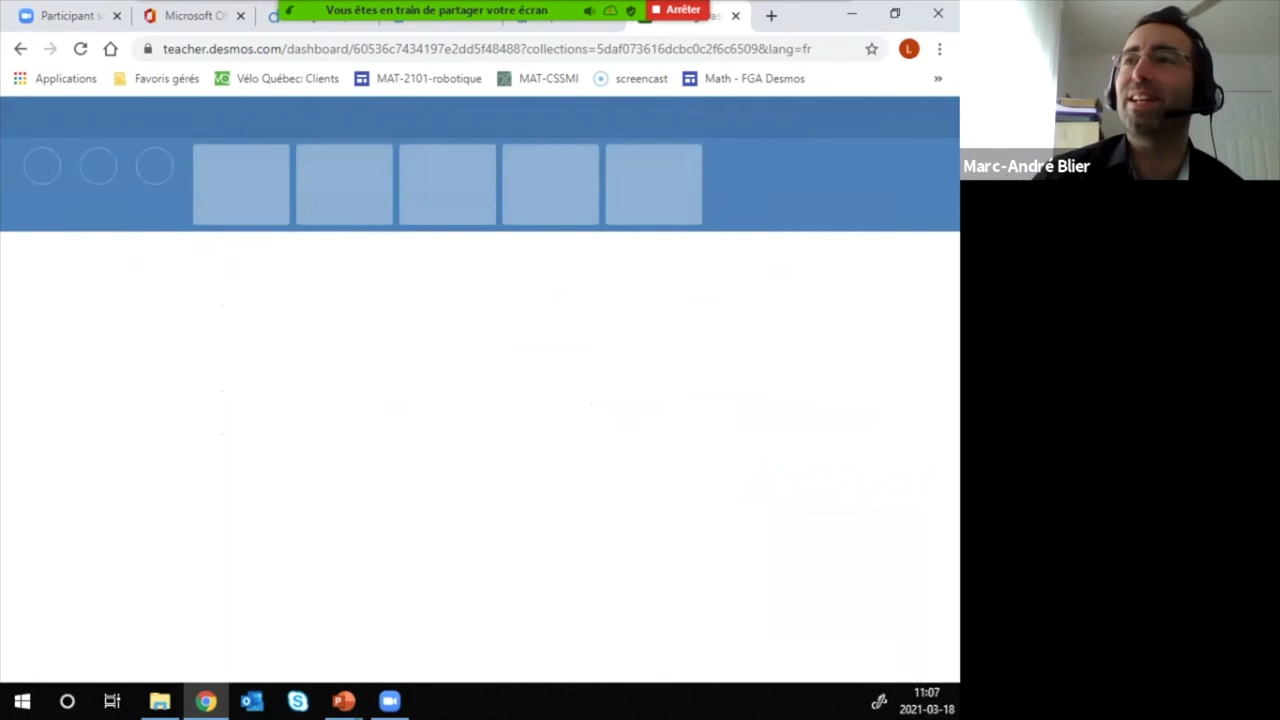 Participant s
Microsoft Of
Vous êtes en train de partager votre écran
Arrêter
teacher.desmos.com/dashboard/60536c7434197e2dd5f48488?collections=5daf073616dcbc0c2f6c6509&lang=fr
L
Applications
Favoris gérés
Vélo Québec: Clients
MAT-2101-robotique
MAT-CSSMI
screencast
Math - FGA Desmos
»
Marc-André Blier
11:07
2021-03-18